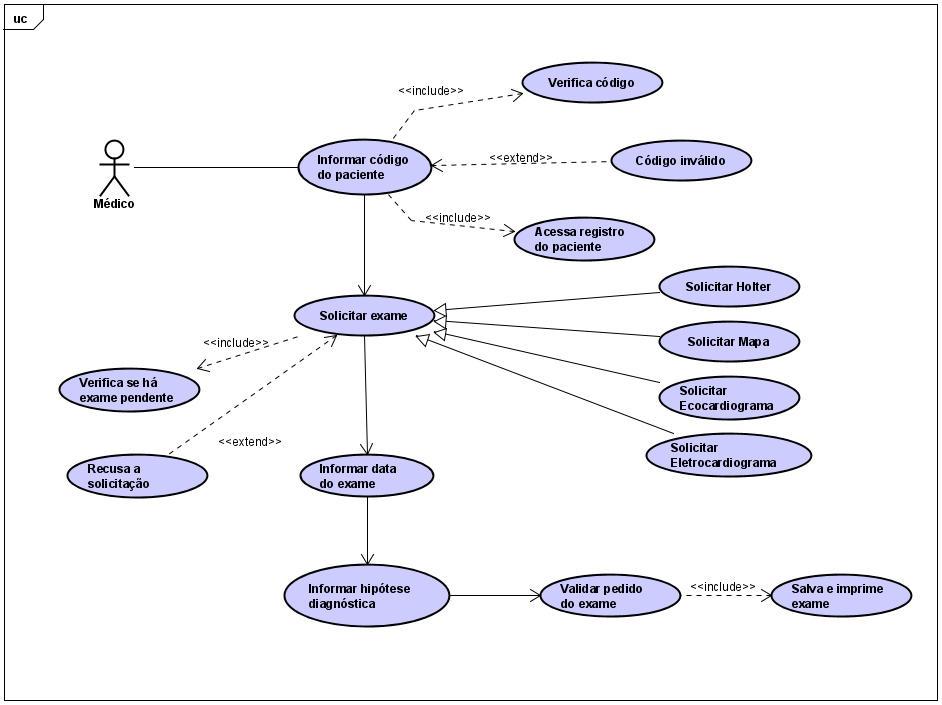 uc
Verifica código
<<include>>
Informar código
do paciente
<<extend>>
Código inválido
Médico
<<include>>
Acessa registro
do paciente
Solicitar Holter
Solicitar exame
Solicitar Mapa
<<include>>
Verifica se há
exame pendente
Solicitar
Ecocardiograma
<<extend>>
Solicitar
Eletrocardiograma
Recusa a
solicitação
Informar data
do exame
Informar hipótese
diagnóstica
Validar pedido
do exame
<<include>>
Salva e imprime
exame